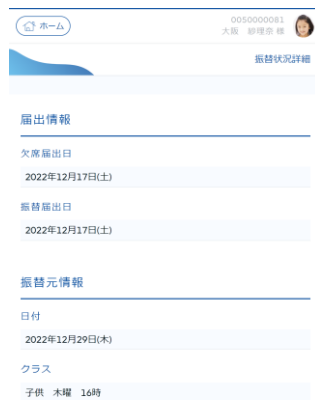 ホーム
0050000081
大阪 紗理奈 様
振替状況詳細
届出情報
欠席届出日
2022年12月17日(土)
振替届出日
2022年12月17日(土)
振替元情報
日付
2022年12月29日(木)
クラス
子供 木曜 16時